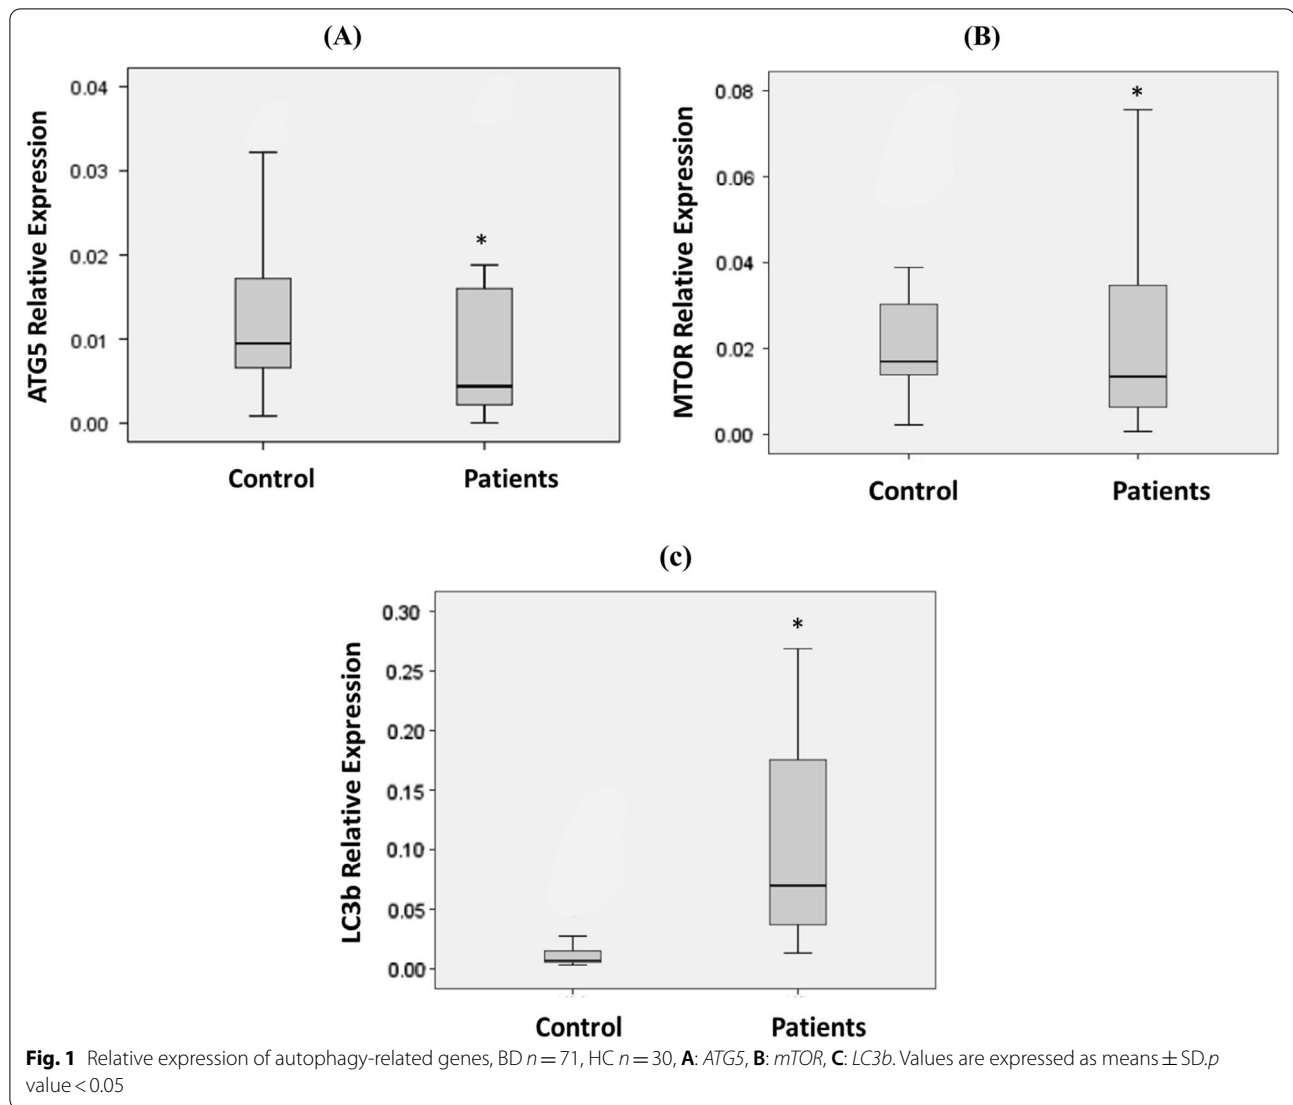 (A)
ATG5 Relative Expression
0.04
0.03
0.02
0.01
0.00
*
Control
Patients
(B)
MTOR Relative Expression
0.08
0.06
0.04
0.02
0.00
*
Control
Patients
(c)
LC3b Relative Expression
0.30
0.25
0.20
0.15
0.10
0.05
0.00
*
Control
Patients
Fig. 1 Relative expression of autophagy-related genes, BD n = 71, HC n = 30, A: ATG5, B: mTOR, C: LC3b. Values are expressed as means ± SD.p
value < 0.05